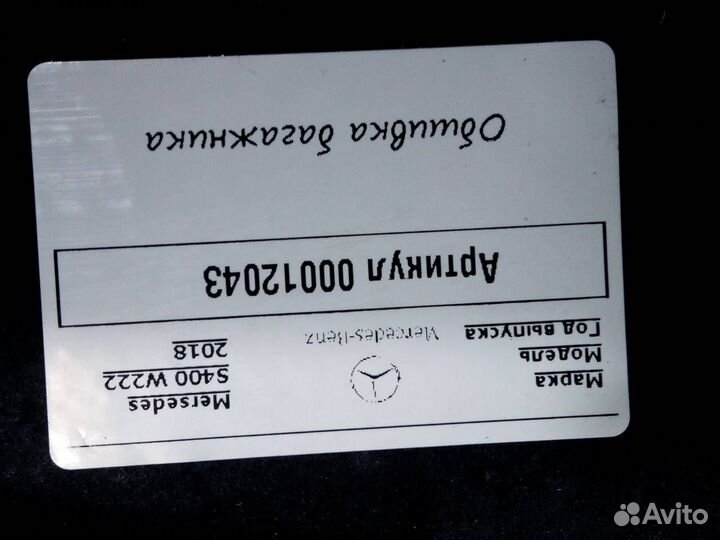 Марка Mersedes
Модель S400 W222
Год выпуска 2018
Mercedes-Benz
Артикул 00012043
Обшивка багажника
Avito